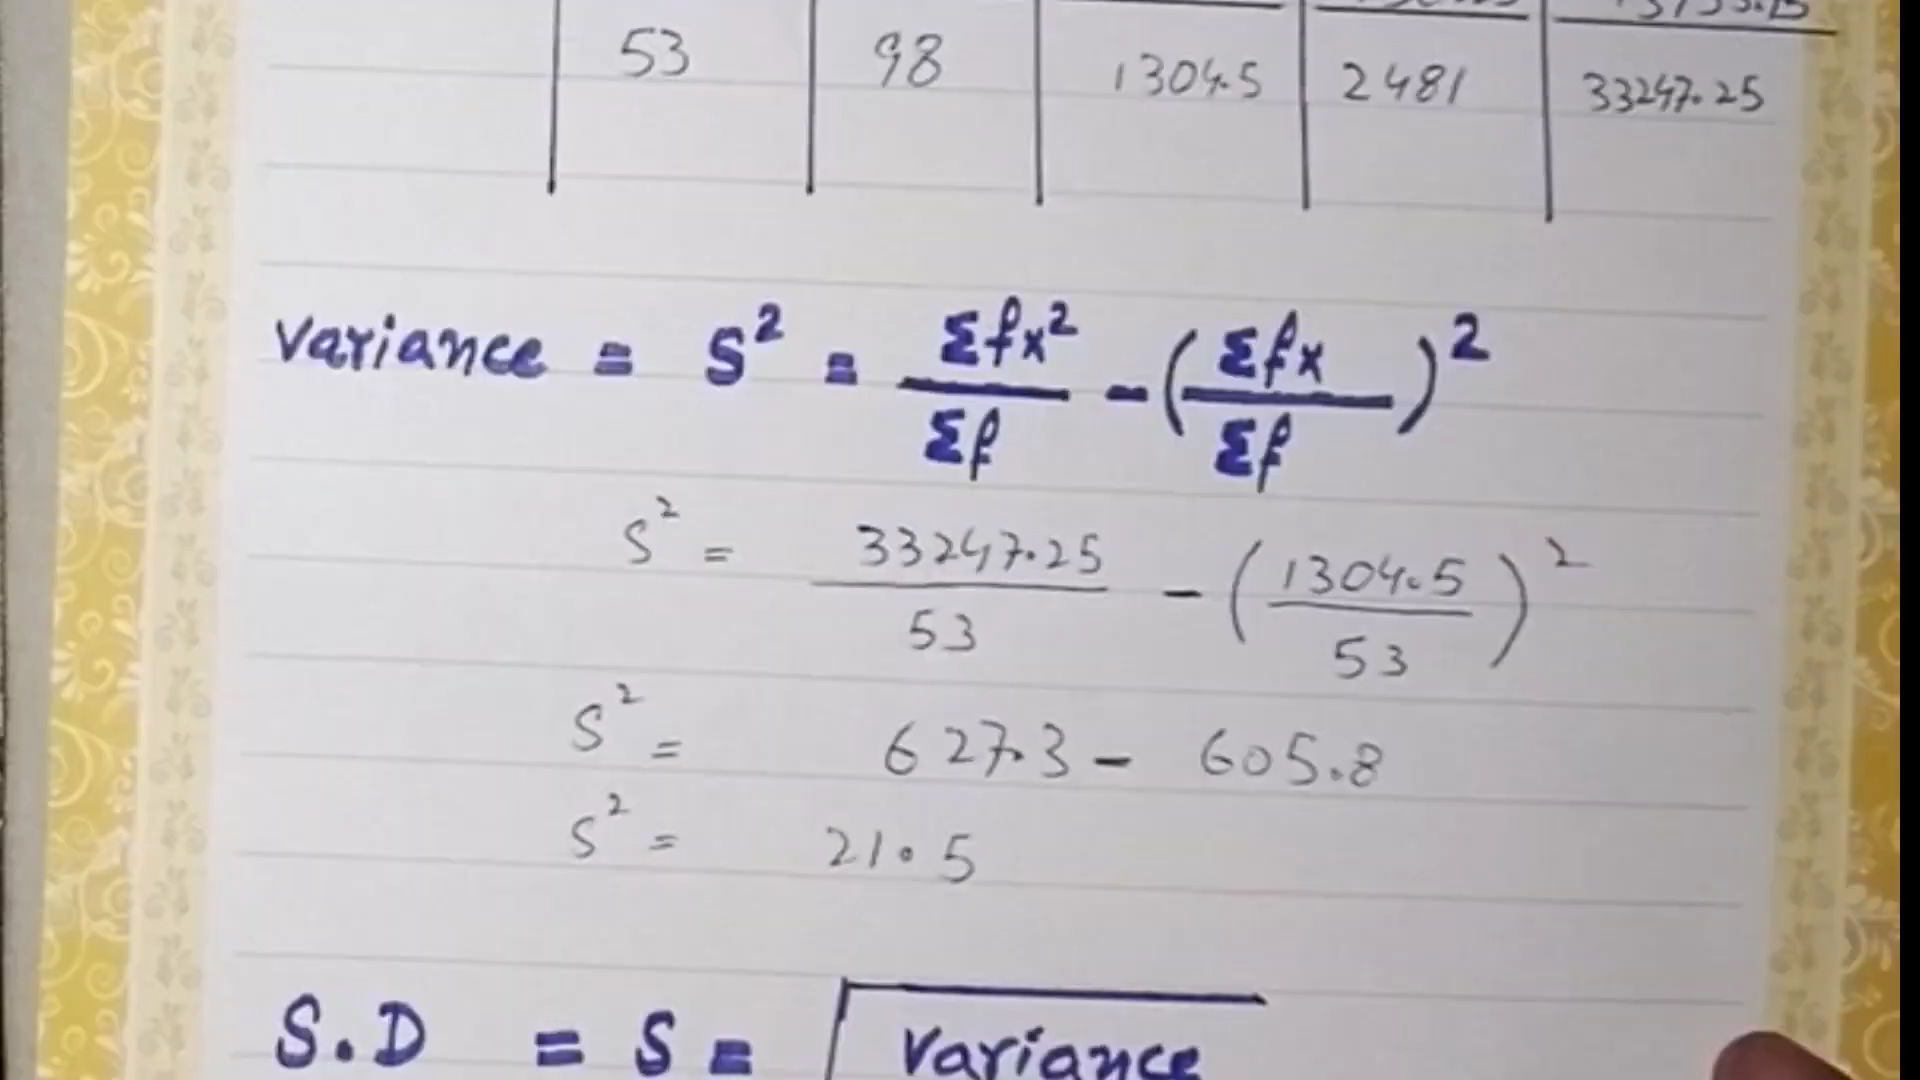 53 98 1304.5 2481 33247.25
Variance = S² = Σfx²/Σf - (Σfx/Σf)²
S² = 33247.25/53 - (1304.5/53)²
S² = 627.3 - 605.8
S² = 21.5
S.D = S = √Variance